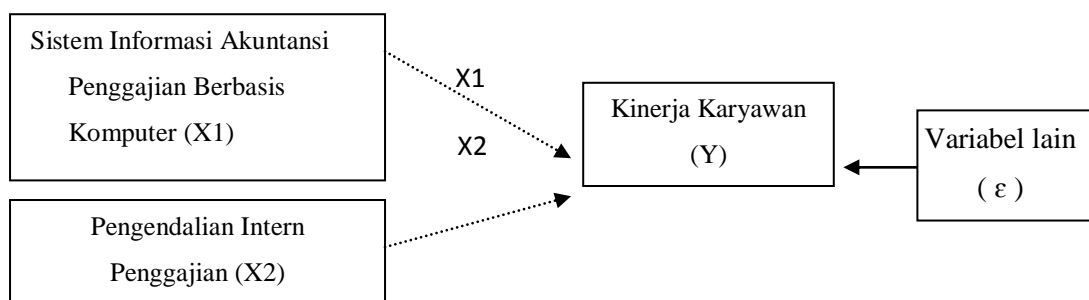 Sistem Informasi Akuntansi
Penggajian Berbasis
Komputer (X1)
X1
X2
Kinerja Karyawan
(Y)
Variabel lain
( ε )
Pengendalian Intern
Penggajian (X2)